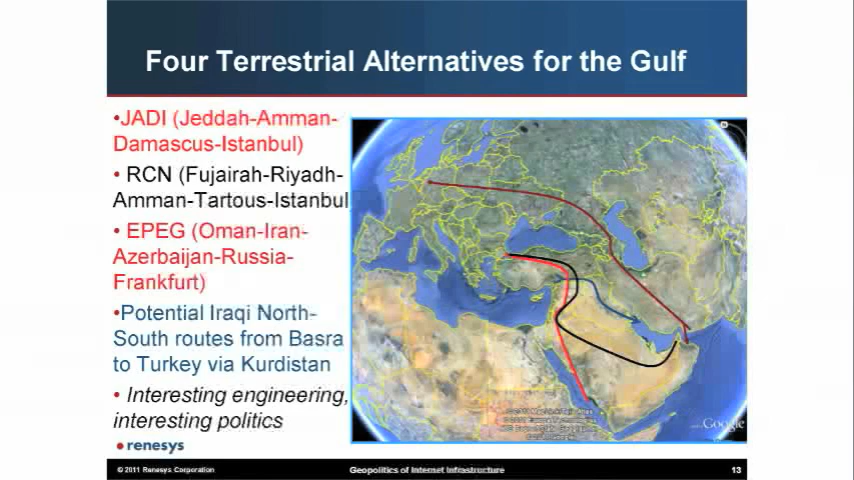 Four Terrestrial Alternatives for the Gulf
•JADI (Jeddah-Amman-
Damascus-Istanbul)
• RCN (Fujairah-Riyadh-
Amman-Tartous-Istanbul
• EPEG (Oman-Iran-
Azerbaijan-Russia-
Frankfurt)
•Potential Iraqi North-
South routes from Basra
to Turkey via Kurdistan
• Interesting engineering,
interesting politics
renesys
Google
© 2011 Renesys Corporation
Geopolitics of Internet Infrastructure
13